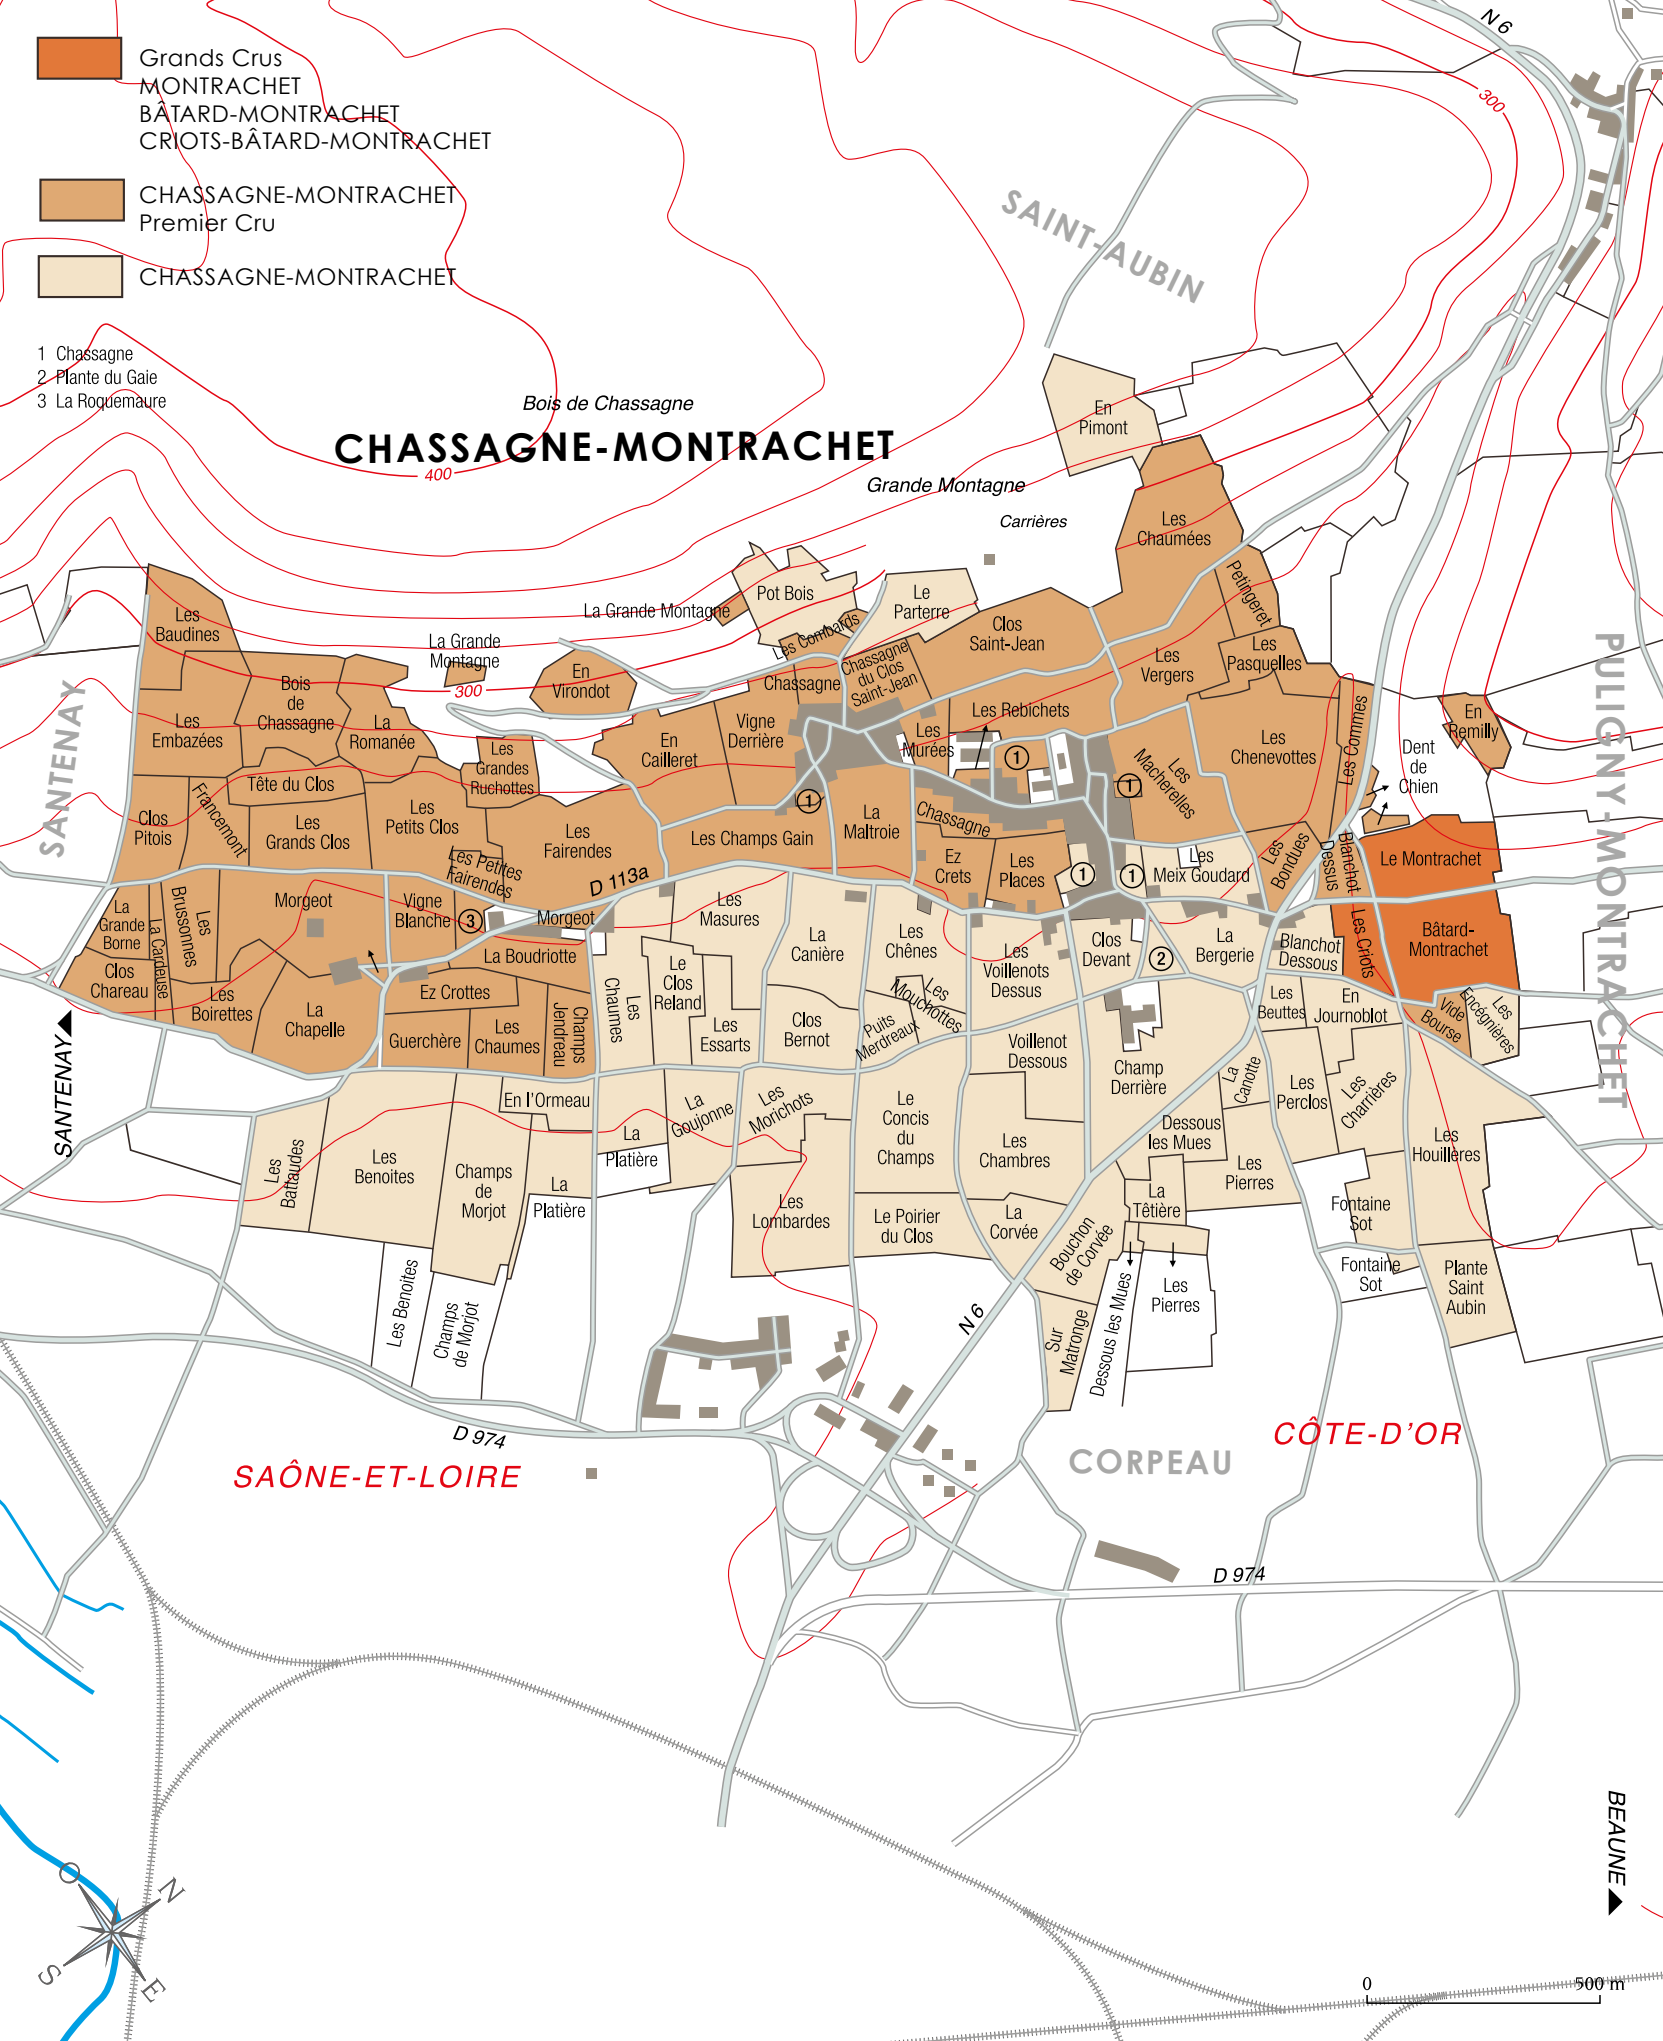 Grands Crus
MONTRACHET
BÂTARD-MONTRACHET
CRIOTS-BÂTARD-MONTRACHET
CHASSAGNE-MONTRACHET
Premier Cru
CHASSAGNE-MONTRACHET
1 Chassagne
2 Plante du Gaie
3 La Roquemaure
N 6
300
SAINT-AUBIN
Bois de Chassagne
CHASSAGNE-MONTRACHET
400
Grande Montagne
Carrières
En
Pimont
Les
Chaumées
Petingeret
Pot Bois
Le
Parterre
La Grande Montagne
Les Combards
La Grande
Montagne
300
En
Virondot
Chassagne
Chassagne
du Clos
Saint-Jean
Clos
Saint-Jean
Les
Vergers
Les
Pasquelles
Les
Baudines
Les
Embazées
Bois
de
Chassagne
La
Romanée
Les
Grandes
Ruchottes
En
Cailleret
Vigne
Derrière
Les
Murées
Les Rebichets
1
1
1
Les
Macherelles
Les
Chenevottes
Les Commes
En
Remilly
Dent
de
Chien
SANTENAY
PULIGNY-MONTRACHET
Clos
Pitois
Francemont
Tête du Clos
Les
Grands Clos
Les
Petits Clos
Les Petites
Fairendes
Les
Fairendes
Les Champs Gain
La
Maltroie
Chassagne
Ez
Crets
Les
Places
1
1
Les
Meix Goudard
Les
Bondues
Blanchot
Dessus
Le Montrachet
Bâtard-
Montrachet
Les Criots
D 113a
La
Grande
Borne
La Cardeuse
Les
Brussonnes
Clos
Chareau
Les
Boirettes
Morgeot
Vigne
Blanche
3
Morgeot
La Boudriotte
La
Chapelle
Ez Crottes
Guerchère
Les
Chaumes
Champs
Jendreau
Les
Chaumes
Le
Clos
Reland
Les
Masures
Les
Essarts
La
Canière
Clos
Bernot
Les
Chênes
Les
Mouchottes
Puits
Merdreaux
Les
Voillenots
Dessus
Voillenot
Dessous
Clos
Devant
2
La
Bergerie
Blanchot
Dessous
Les
Beuttes
En
Journoblot
Vide
Bourse
Les
Encégnières
Champ
Derrière
La
Canotte
Les
Perclos
Les
Charrières
Les
Houillères
SANTENAY
En l'Ormeau
La
Platière
La
Goujonne
Les
Morichots
Le
Concis
du
Champs
Les
Chambres
Dessous
les Mues
Les
Pierres
Les
Battaudes
Les
Benoites
Champs
de
Morjot
La
Platière
Les
Lombardes
Le Poirier
du Clos
La
Corvée
Bouchon
de Corvée
La
Têtière
Fontaine
Sot
Fontaine
Sot
Plante
Saint
Aubin
Les Benoites
Champs
de Morjot
Sur
Matronge
Dessous les Mues
Les
Pierres
N 6
D 974
SAÔNE-ET-LOIRE
CORPEAU
CÔTE-D'OR
D 974
BEAUNE
O
N
S
E
0
500 m